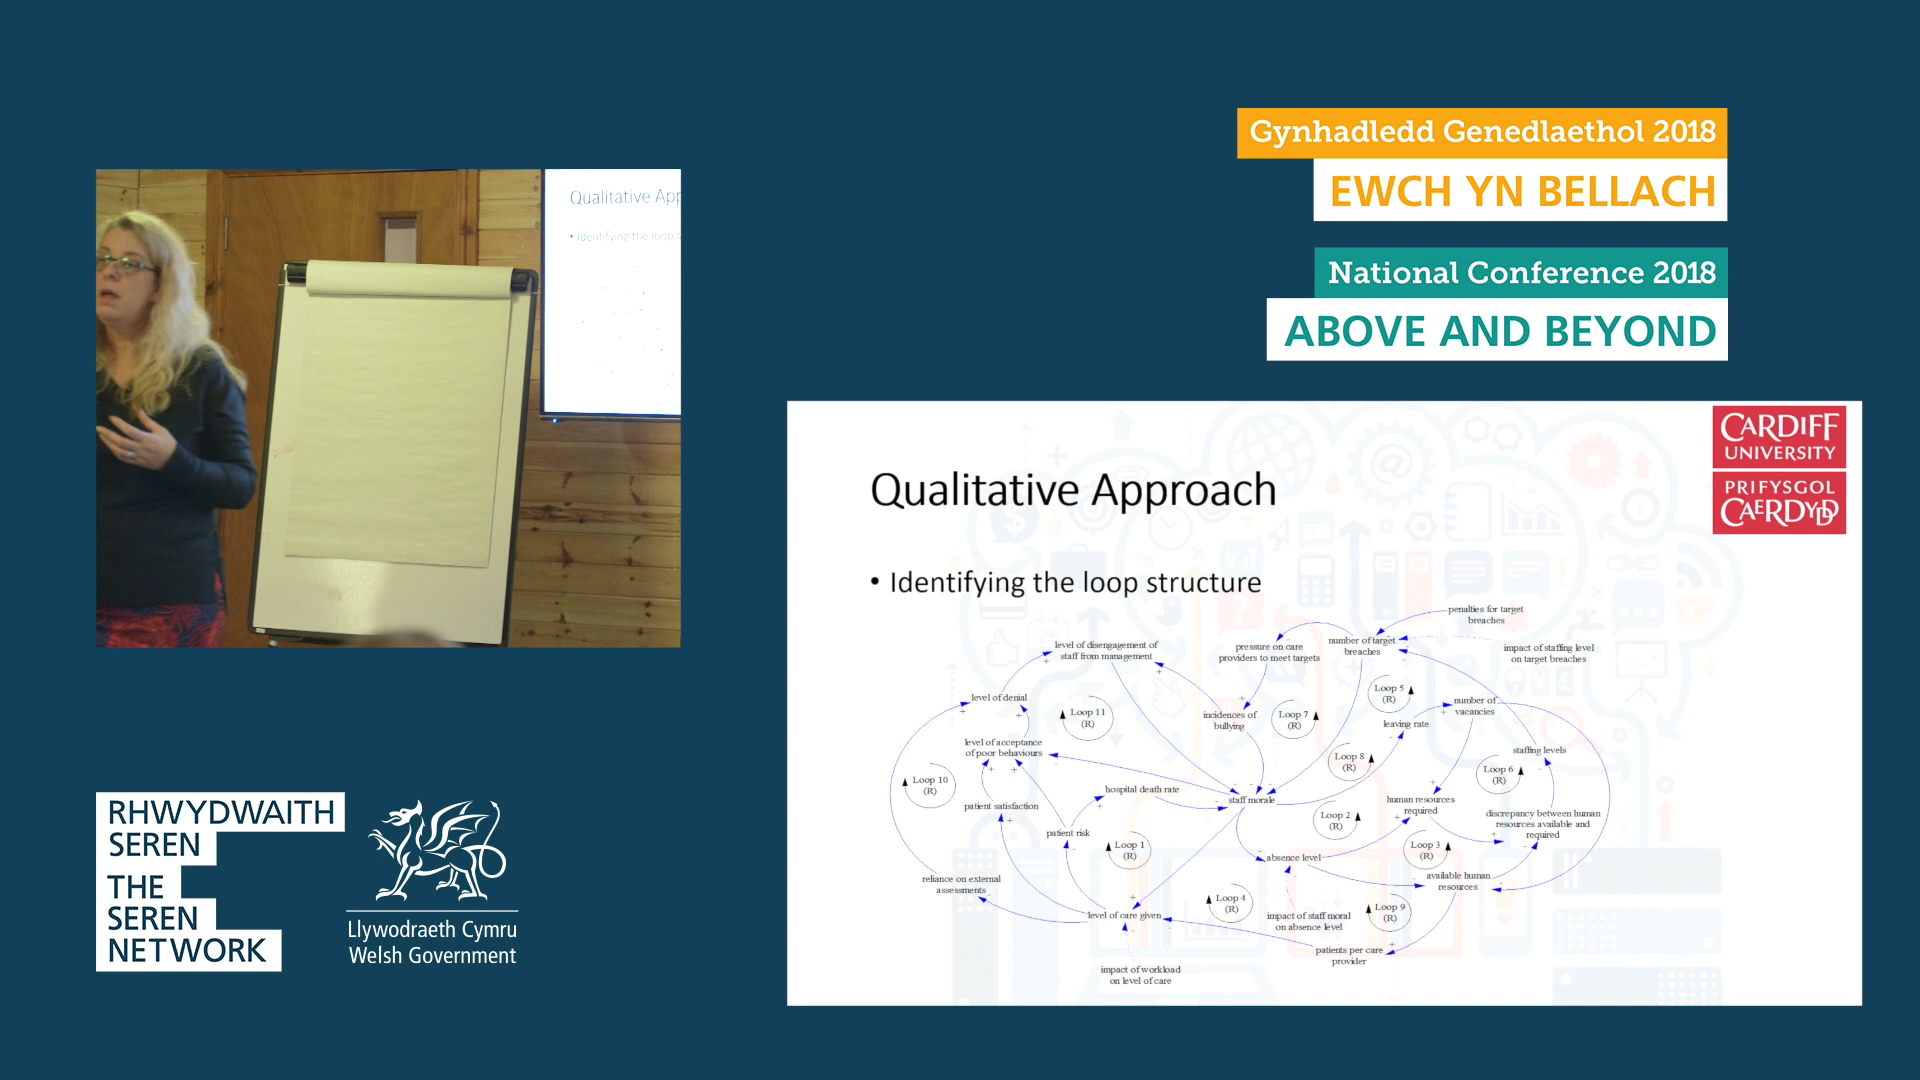 Gynhadledd Genedlaethol 2018
EWCH YN BELLACH
National Conference 2018
ABOVE AND BEYOND
Qualitative App
• Identifying the loop s
CARDIFF
UNIVERSITY
PRIFYSGOL
CAERDYDD
Qualitative Approach
• Identifying the loop structure
penalties for target
breaches
number of target
breaches
impact of staffing level
on target breaches
pressure on care
providers to meet targets
level of disengagement of
staff from management
level of denial
Loop 11
(R)
incidences of
bullying
Loop 7
(R)
Loop 5
(R)
number of
vacancies
leaving rate
level of acceptance
of poor behaviours
Loop 8
(R)
staffing levels
Loop 6
(R)
Loop 10
(R)
hospital death rate
staff morale
human resources
required
patient satisfaction
Loop 2
(R)
discrepancy between human
resources available and
required
patient risk
Loop 1
(R)
absence level
Loop 3
(R)
reliance on external
assessments
available human
resources
Loop 4
(R)
Loop 9
(R)
level of care given
impact of staff moral
on absence level
patients per care
provider
impact of workload
on level of care
RHWYDWAITH
SEREN
THE
SEREN
NETWORK
Llywodraeth Cymru
Welsh Government